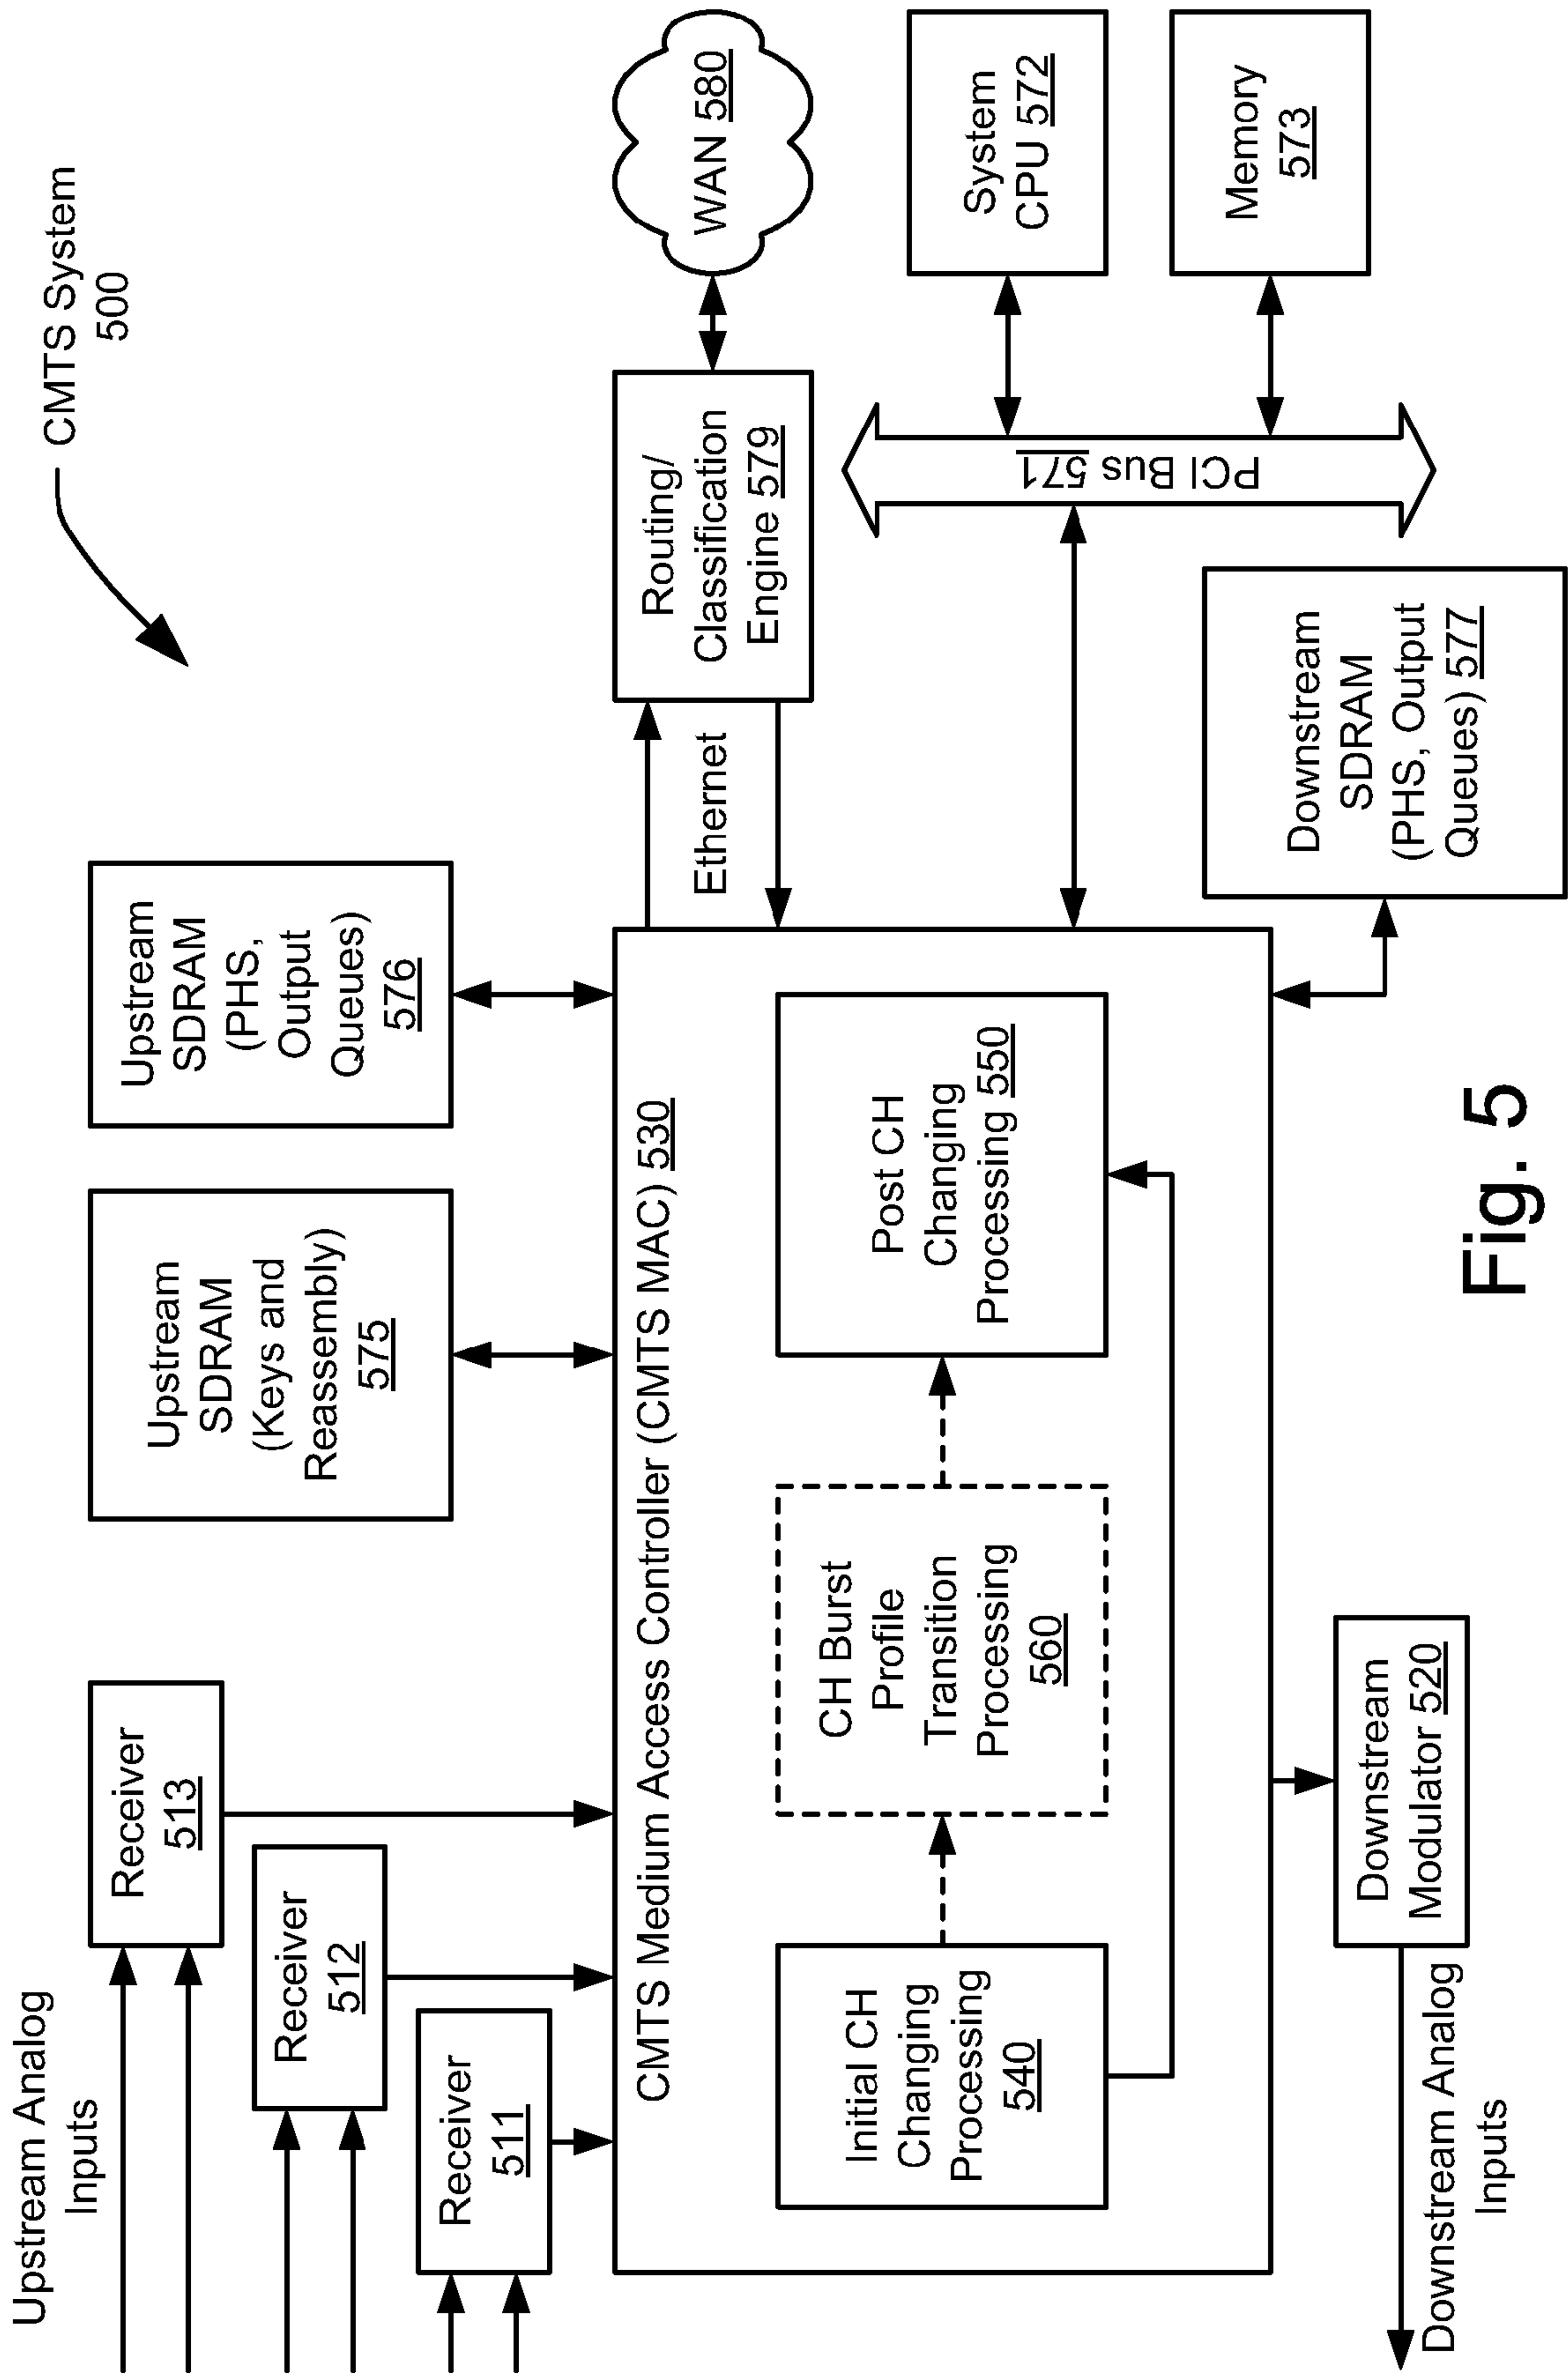 CMTS System
500
Upstream Analog
Inputs
Receiver
513
Receiver
512
Receiver
511
Upstream
SDRAM
(Keys and
Reassembly)
575
Upstream
SDRAM
(PHS,
Output
Queues)
576
CMTS Medium Access Controller (CMTS MAC) 530
Initial CH
Changing
Processing
540
CH Burst
Profile
Transition
Processing
560
Post CH
Changing
Processing 550
Ethernet
Routing/
Classification
Engine 579
WAN 580
PCI Bus 571
System
CPU 572
Memory
573
Downstream
SDRAM
(PHS, Output
Queues) 577
Downstream
Modulator 520
Downstream Analog
Inputs
Fig. 5